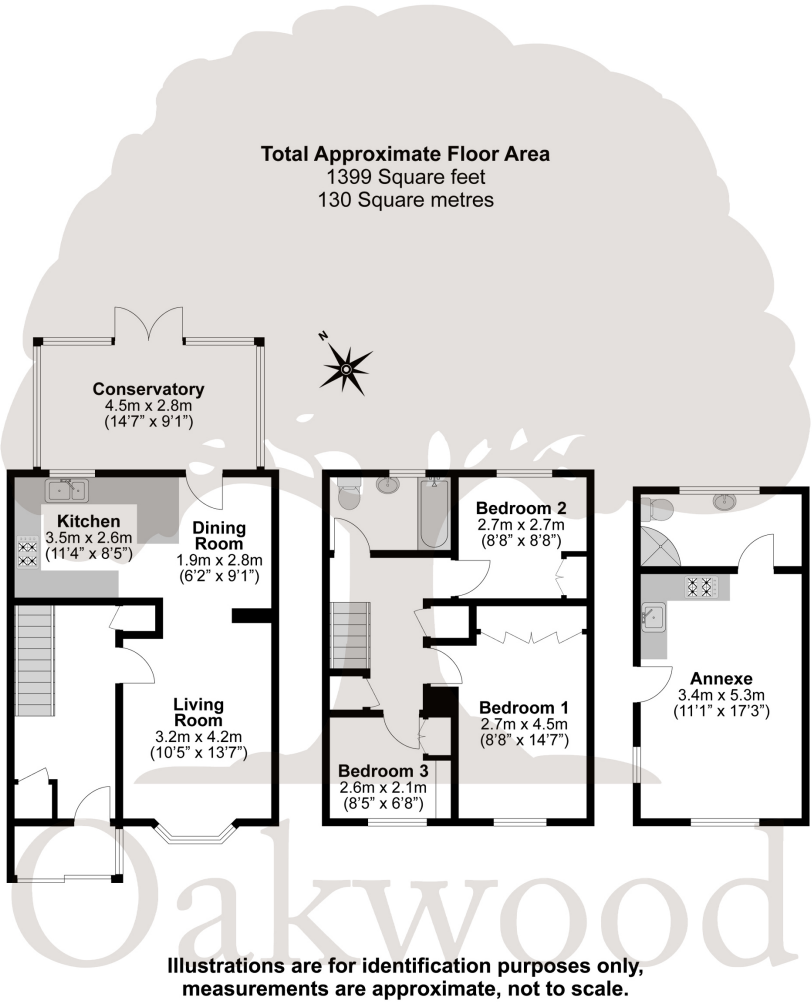 Total Approximate Floor Area
1399 Square feet
130 Square metres
N
Conservatory
4.5m x 2.8m
(14'7" x 9'1")
Kitchen
3.5m x 2.6m
(11'4" x 8'5")
Dining
Room
1.9m x 2.8m
(6'2" x 9'1")
Living
Room
3.2m x 4.2m
(10'5" x 13'7")
Bedroom 2
2.7m x 2.7m
(8'8" x 8'8")
Bedroom 1
2.7m x 4.5m
(8'8" x 14'7")
Bedroom 3
2.6m x 2.1m
(8'5" x 6'8")
Annexe
3.4m x 5.3m
(11'1" x 17'3")
Oakwood
Illustrations are for identification purposes only,
measurements are approximate, not to scale.